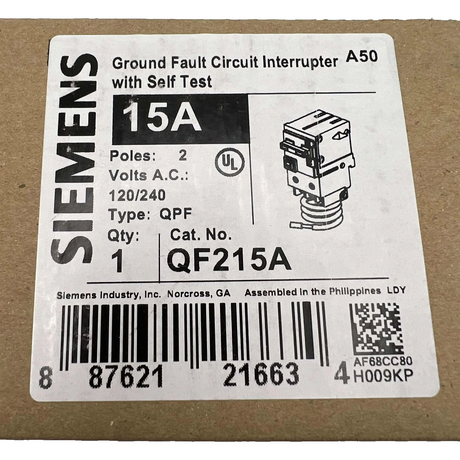 SIEMENS
Ground Fault Circuit Interrupter A50
with Self Test
15A
Poles: 2
Volts A.C.:
120/240
Type: QPF
Qty: Cat. No.
1 QF215A
UL
Siemens Industry, Inc. Norcross, GA Assembled in the Philippines LDY
AF68CC80
8 87621 21663 4 H009KP